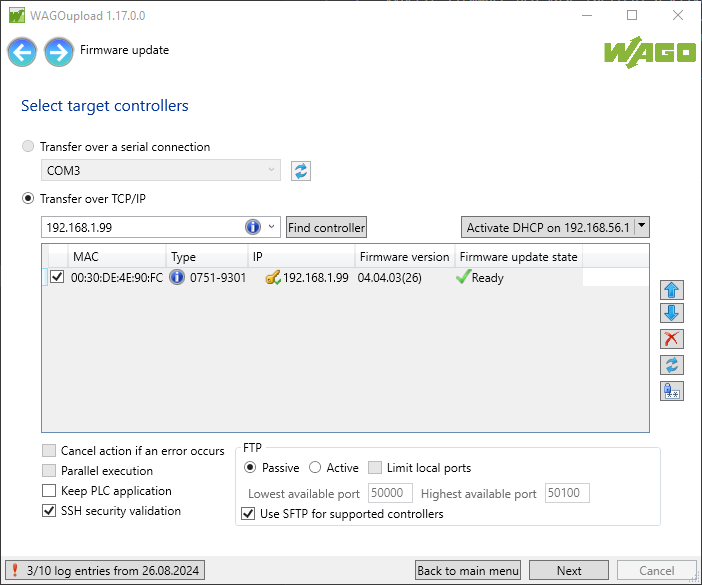 WAGOupload 1.17.0.0
Firmware update
WAGO
Select target controllers
Transfer over a serial connection
COM3
Transfer over TCP/IP
192.168.1.99
Find controller
Activate DHCP on 192.168.56.1
MAC Type IP Firmware version Firmware update state
00:30:DE:4E:90:FC 0751-9301 192.168.1.99 04.04.03(26) Ready
Cancel action if an error occurs
Parallel execution
Keep PLC application
SSH security validation
FTP
Passive Active Limit local ports
Lowest available port 50000 Highest available port 50100
Use SFTP for supported controllers
3/10 log entries from 26.08.2024
Back to main menu
Next
Cancel